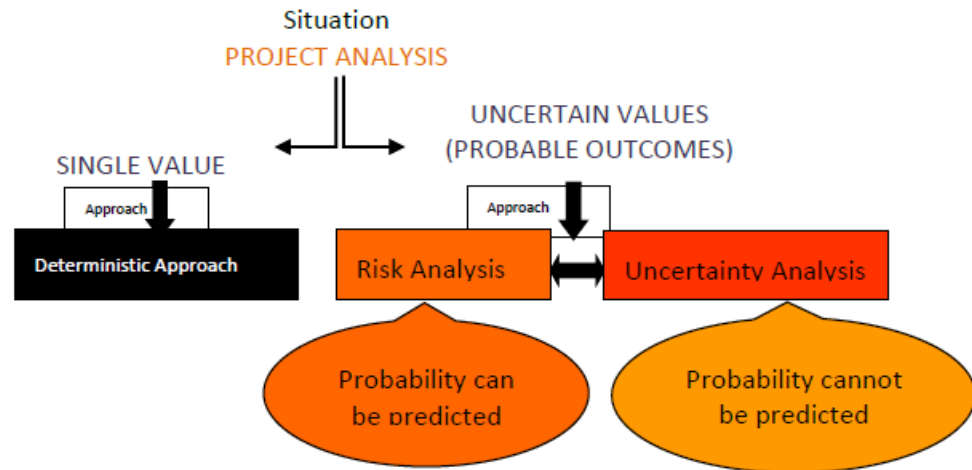 Situation
PROJECT ANALYSIS
UNCERTAIN VALUES
(PROBABLE OUTCOMES)
SINGLE VALUE
Approach
Approach
Deterministic Approach
Risk Analysis
Uncertainty Analysis
Probability can
be predicted
Probability cannot
be predicted